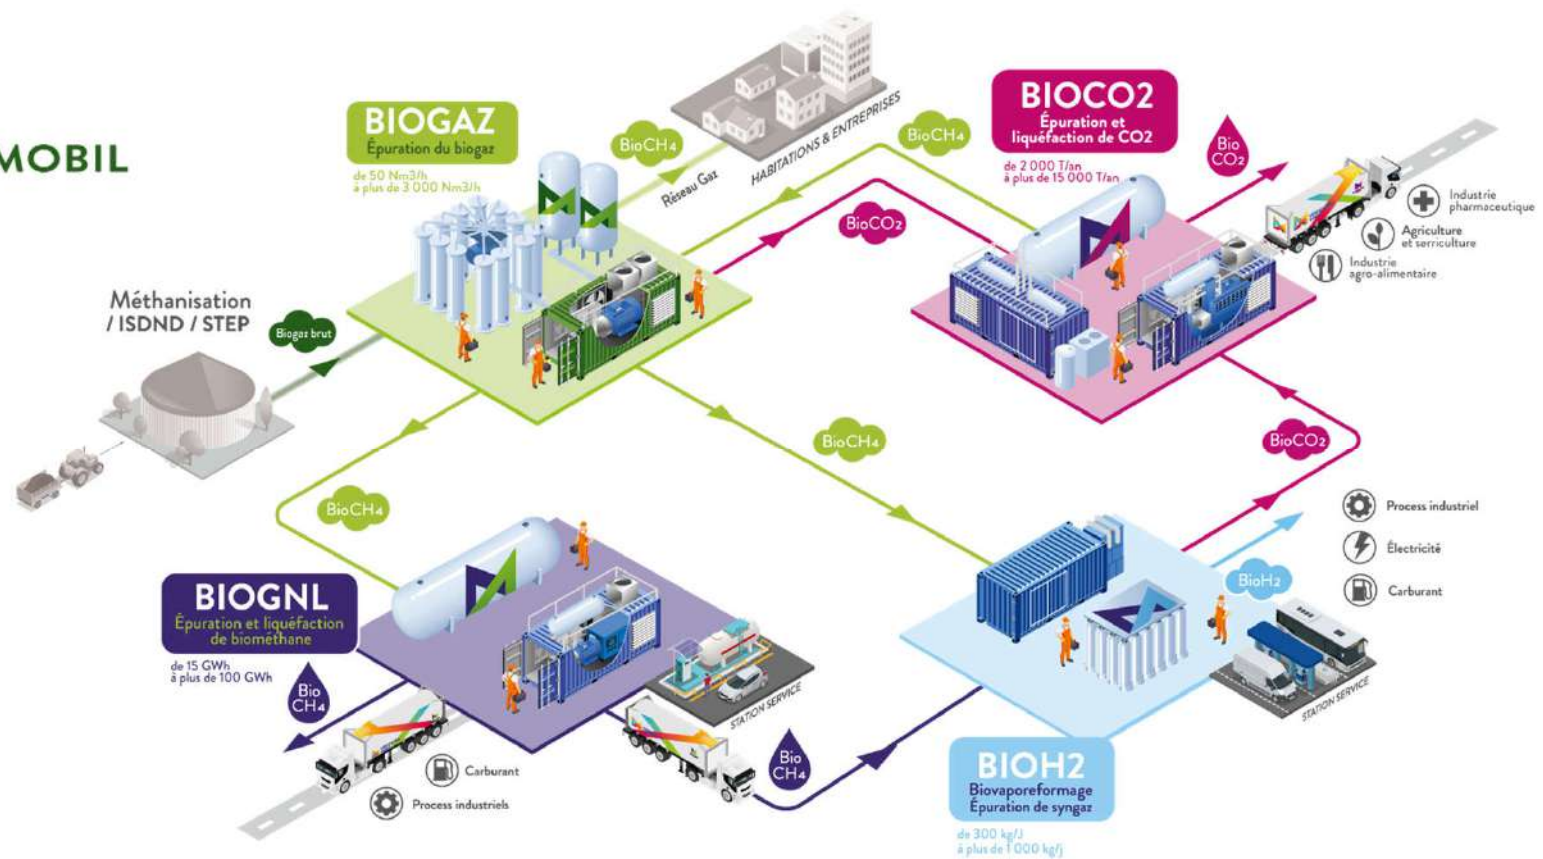 MOBIL
BIOGAZ
Épuration du biogaz
de 50 Nm3/h
à plus de 3 000 Nm3/h
BioCH4
Réseau Gaz
HABITATIONS & ENTREPRISES
BioCH4
BioCO2
BIOCO2
Épuration et
liquéfaction de CO2
de 2 000 T/an
à plus de 15 000 T/an
Bio
CO2
Industrie
pharmaceutique
Agriculture
et serriculture
Industrie
agro-alimentaire
Méthanisation
/ ISDND / STEP
Biogaz brut
BioCH4
BioCO2
BioCH4
BIOGNL
Épuration et liquéfaction
de biométhane
de 15 GWh
à plus de 100 GWh
Bio
CH4
Carburant
Process industriels
STATION SERVICE
Bio
CH4
Process industriel
Électricité
Carburant
BioH2
STATION SERVICE
BIOH2
Biovaporeformage
Épuration de syngaz
de 300 kg/J
à plus de 1 000 kg/j